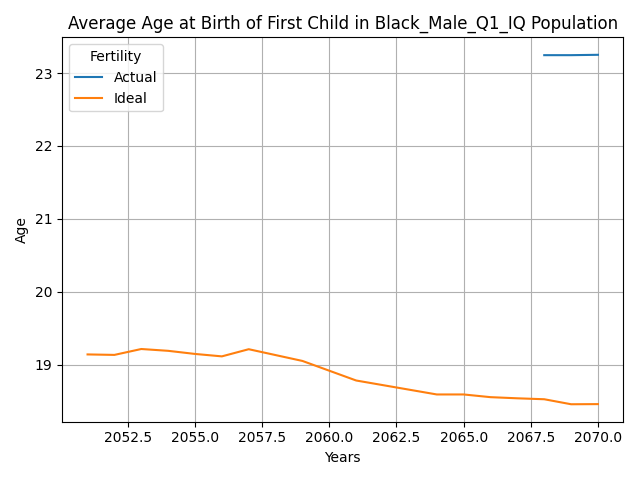 Average Age at Birth of First Child in Black_Male_Q1_IQ Population
Fertility
Actual
Ideal
23
22
21
20
19
Age
2052.5 2055.0 2057.5 2060.0 2062.5 2065.0 2067.5 2070.0
Years